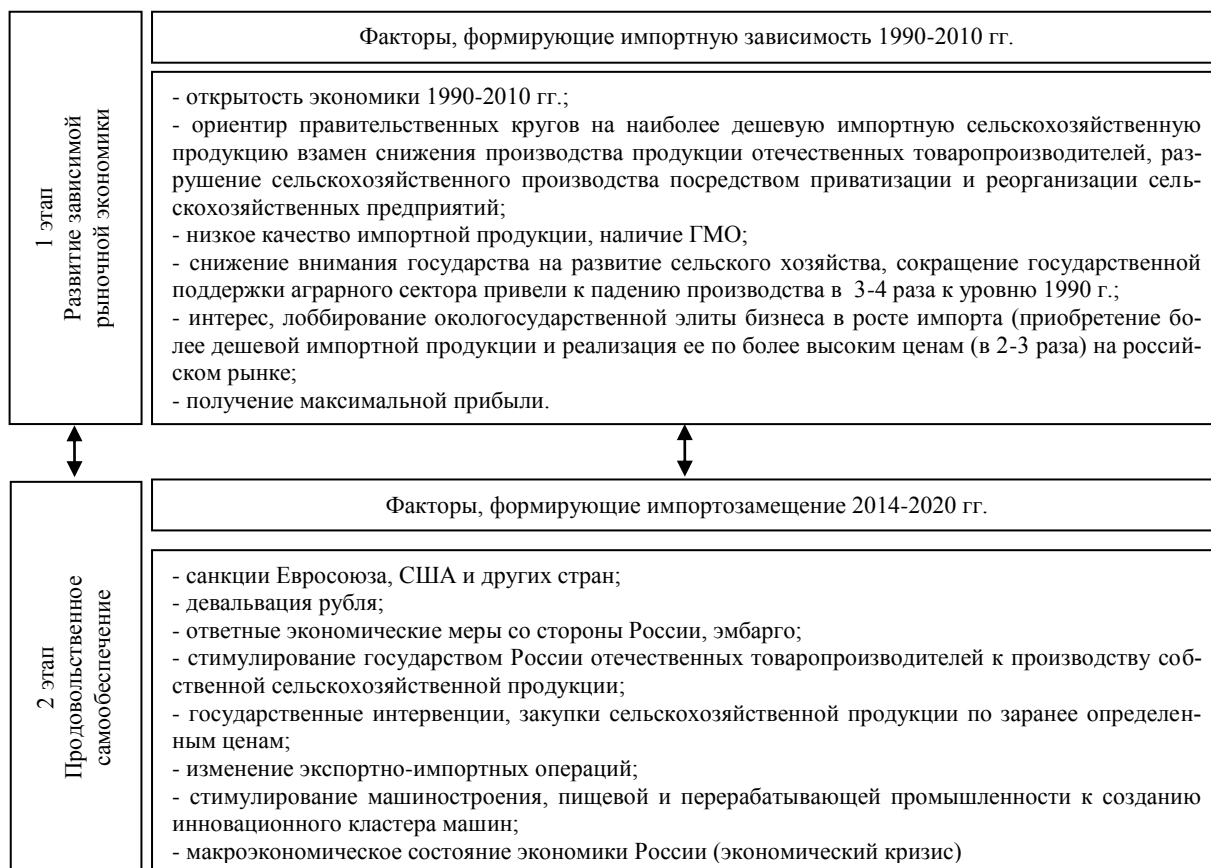 1 этап
Развитие зависимой
рыночной экономики
Факторы, формирующие импортную зависимость 1990-2010 гг.
- открытость экономики 1990-2010 гг.;
- ориентир правительственных кругов на наиболее дешевую импортную сельскохозяйственную
продукцию взамен снижения производства продукции отечественных товаропроизводителей, раз-
рушение сельскохозяйственного производства посредством приватизации и реорганизации сель-
скохозяйственных предприятий;
- низкое качество импортной продукции, наличие ГМО;
- снижение внимания государства на развитие сельского хозяйства, сокращение государственной
поддержки аграрного сектора привели к падению производства в 3-4 раза к уровню 1990 г.;
- интерес, лоббирование окологосударственной элиты бизнеса в росте импорта (приобретение бо-
лее дешевой импортной продукции и реализация ее по более высоким ценам (в 2-3 раза) на россий-
ском рынке;
- получение максимальной прибыли.
2 этап
Продовольственное
самообеспечение
Факторы, формирующие импортозамещение 2014-2020 гг.
- санкции Евросоюза, США и других стран;
- девальвация рубля;
- ответные экономические меры со стороны России, эмбарго;
- стимулирование государством России отечественных товаропроизводителей к производству соб-
ственной сельскохозяйственной продукции;
- государственные интервенции, закупки сельскохозяйственной продукции по заранее определен-
ным ценам;
- изменение экспортно-импортных операций;
- стимулирование машиностроения, пищевой и перерабатывающей промышленности к созданию
инновационного кластера машин;
- макроэкономическое состояние экономики России (экономический кризис)